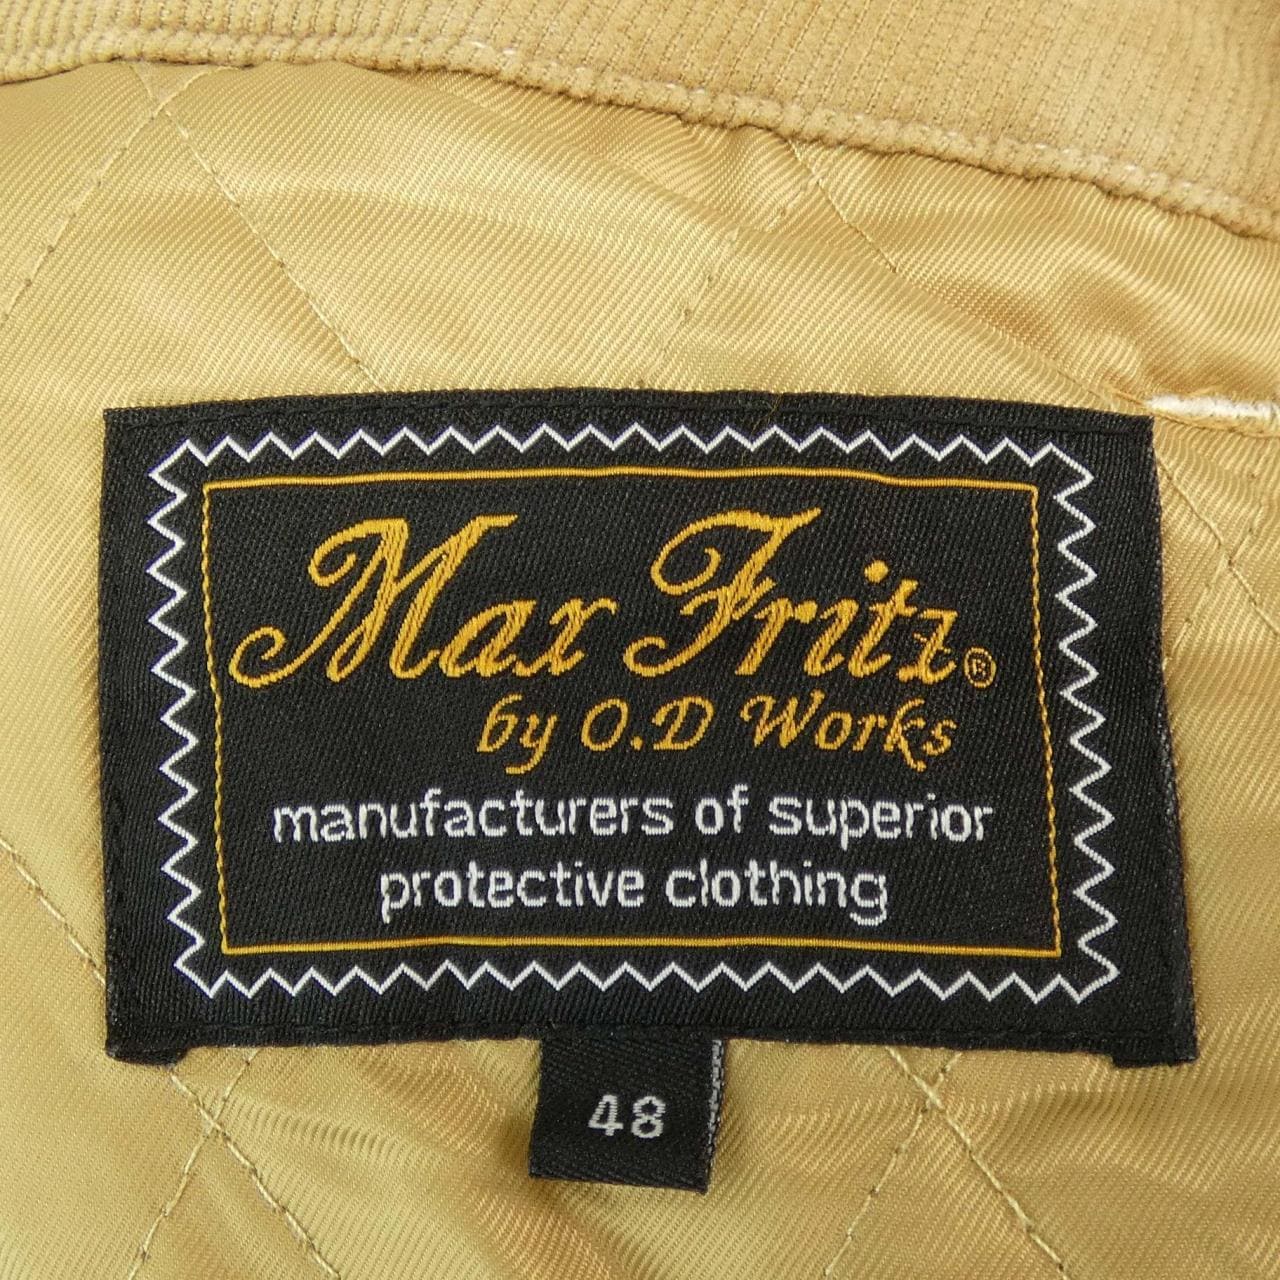 Max Fritz®
by O.D Works
manufacturers of superior
protective clothing
48